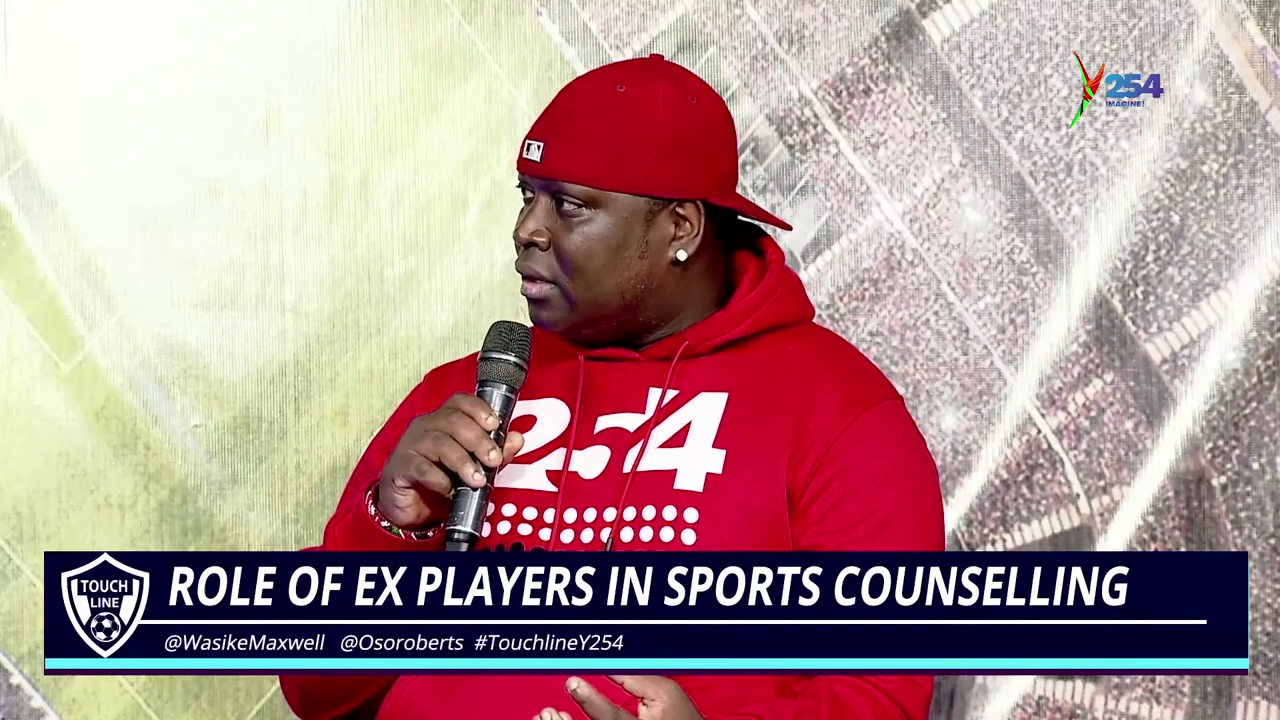 254
IMAGINE!
254
TOUCH
LINE
ROLE OF EX PLAYERS IN SPORTS COUNSELLING
@WasikeMaxwell @Osoroberts #TouchlineY254